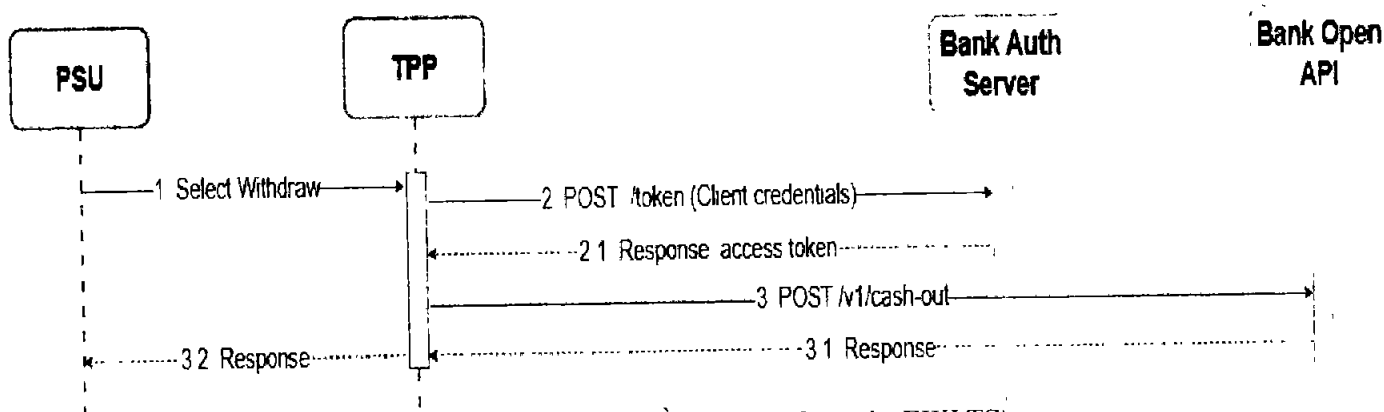 PSU
TPP
Bank Auth
Server
Bank Open
API
1 Select Withdraw
2 POST /token (Client credentials)
2 1 Response access token
3 POST /v1/cash-out
3 2 Response
3 1 Response